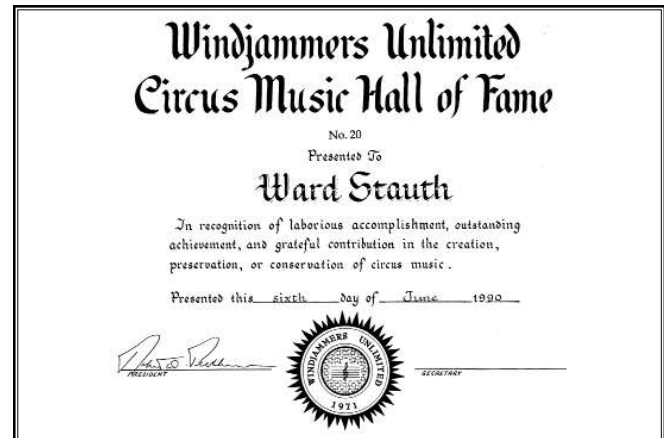 Windjammers Unlimited
Circus Music Hall of Fame
No. 20
Presented To
Ward Stauth
In recognition of laborious accomplishment, outstanding
achievement, and grateful contribution in the creation,
preservation, or conservation of circus music.
Presented this sixth day of June 1990
PRESIDENT
WINDJAMMERS UNLIMITED
1971
SECRETARY